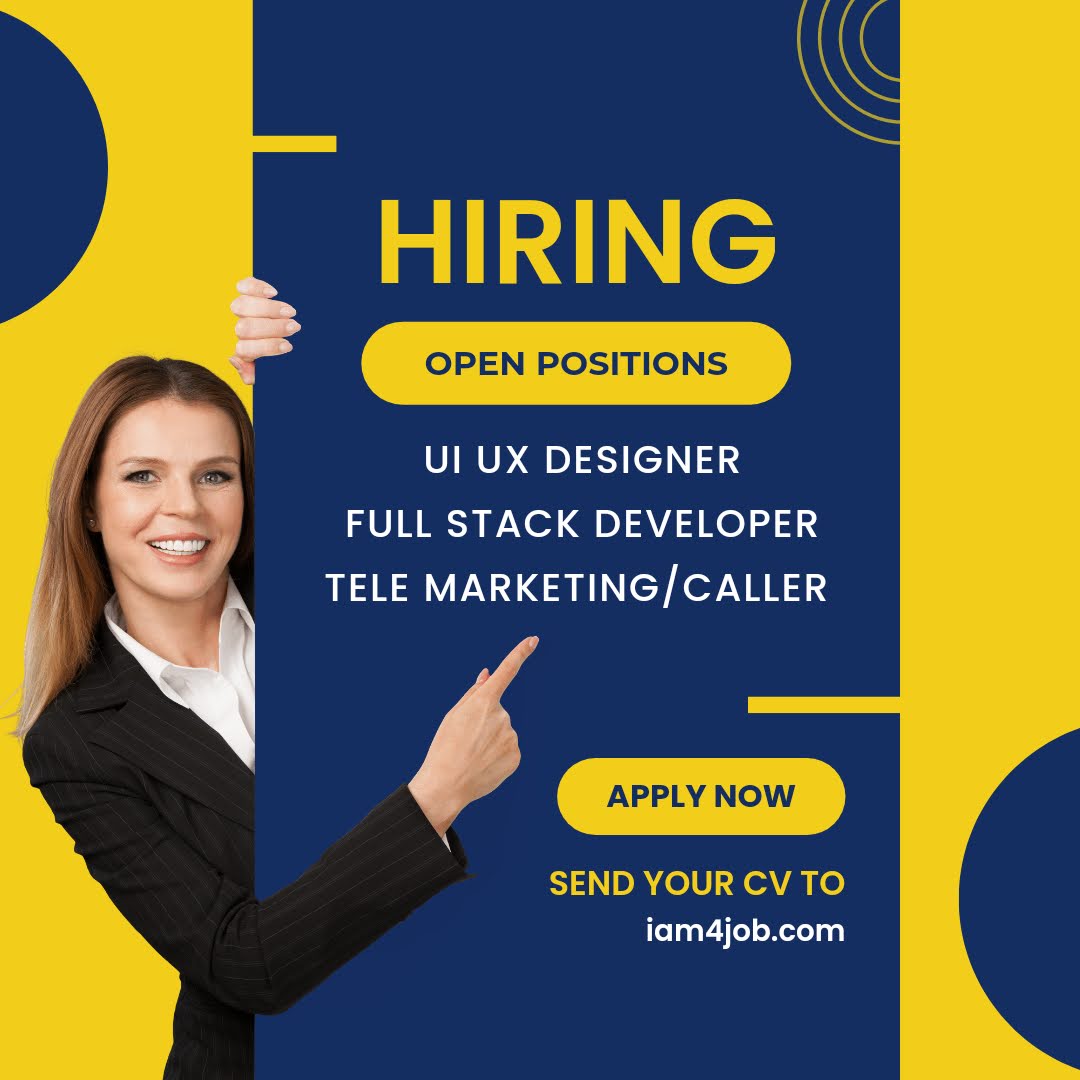 HIRING
OPEN POSITIONS
UI UX DESIGNER
FULL STACK DEVELOPER
TELE MARKETING/CALLER
APPLY NOW
SEND YOUR CV TO
iam4job.com